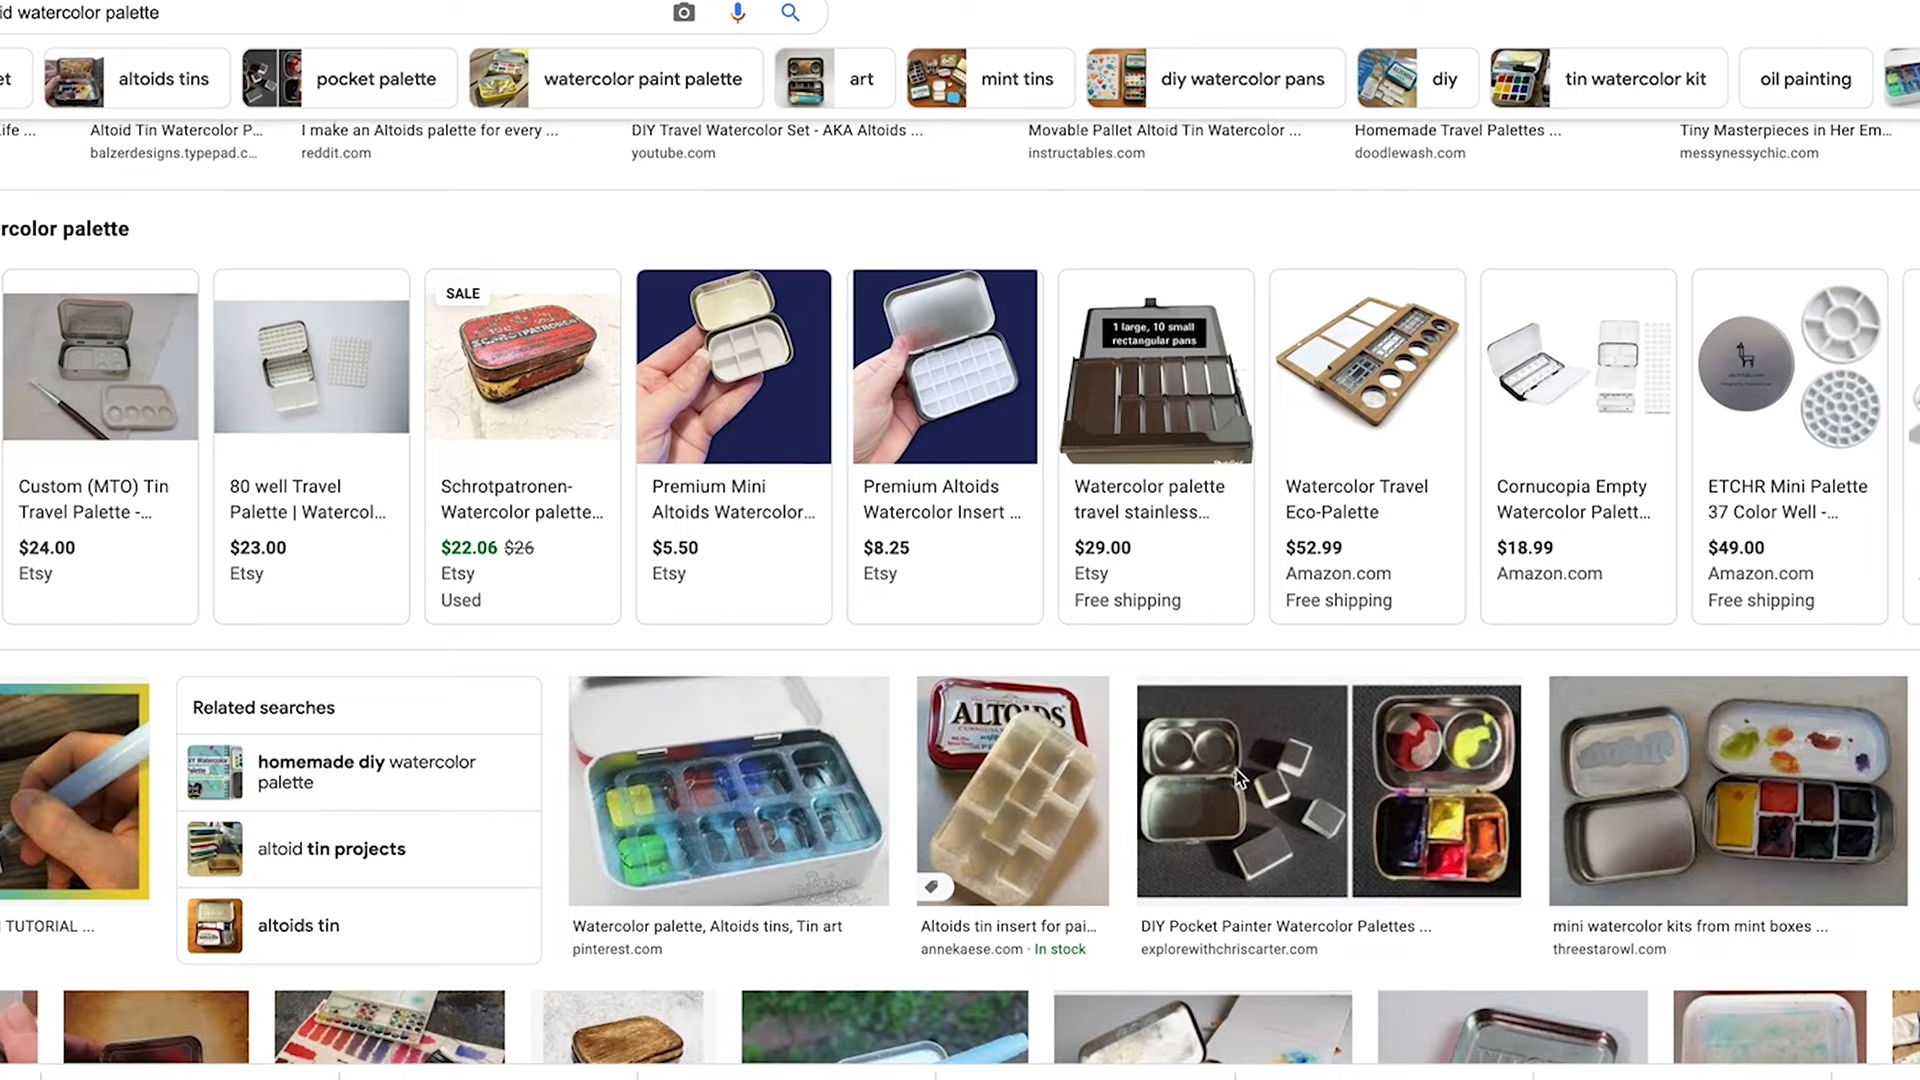 id watercolor palette
et
altoids tins
pocket palette
watercolor paint palette
art
mint tins
diy watercolor pans
diy
tin watercolor kit
oil painting
ife ...
Altoid Tin Watercolor P...
I make an Altoids palette for every ...
DIY Travel Watercolor Set - AKA Altoids ...
Movable Pallet Altoid Tin Watercolor ...
Homemade Travel Palettes ...
Tiny Masterpieces in Her Em...
balzerdesigns.typepad.c...
reddit.com
youtube.com
instructables.com
doodlewash.com
messynessychic.com
rcolor palette
SALE
1 large, 10 small
rectangular pans
Custom (MTO) Tin
Travel Palette -...
$24.00
Etsy
80 well Travel
Palette | Watercol...
$23.00
Etsy
Schrotpatronen-
Watercolor palette...
$22.06 $26
Etsy
Used
Premium Mini
Altoids Watercolor...
$5.50
Etsy
Premium Altoids
Watercolor Insert ...
$8.25
Etsy
Watercolor palette
travel stainless...
$29.00
Etsy
Free shipping
Watercolor Travel
Eco-Palette
$52.99
Amazon.com
Free shipping
Cornucopia Empty
Watercolor Palett...
$18.99
Amazon.com
ETCHR Mini Palette
37 Color Well -...
$49.00
Amazon.com
Free shipping
TUTORIAL ...
Related searches
homemade diy watercolor
palette
altoid tin projects
altoids tin
Watercolor palette, Altoids tins, Tin art
pinterest.com
ALTOIDS
Altoids tin insert for pai...
annekaese.com · In stock
DIY Pocket Painter Watercolor Palettes ...
explorewithchriscarter.com
mini watercolor kits from mint boxes ...
threestarowl.com